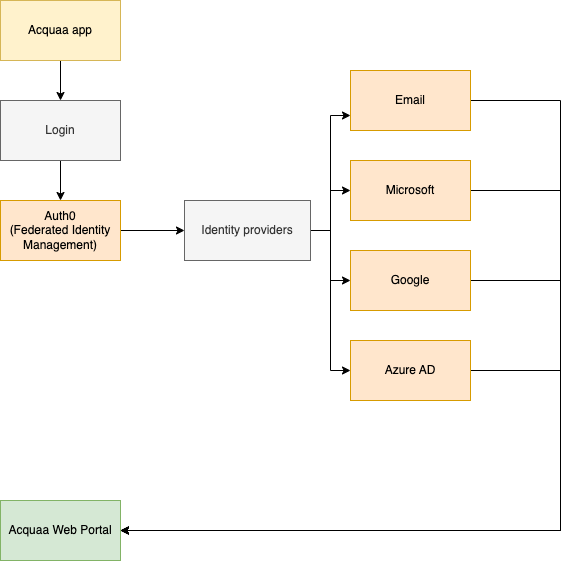 Acquaa app
Login
Auth0
(Federated Identity
Management)
Identity providers
Email
Microsoft
Google
Azure AD
Acquaa Web Portal